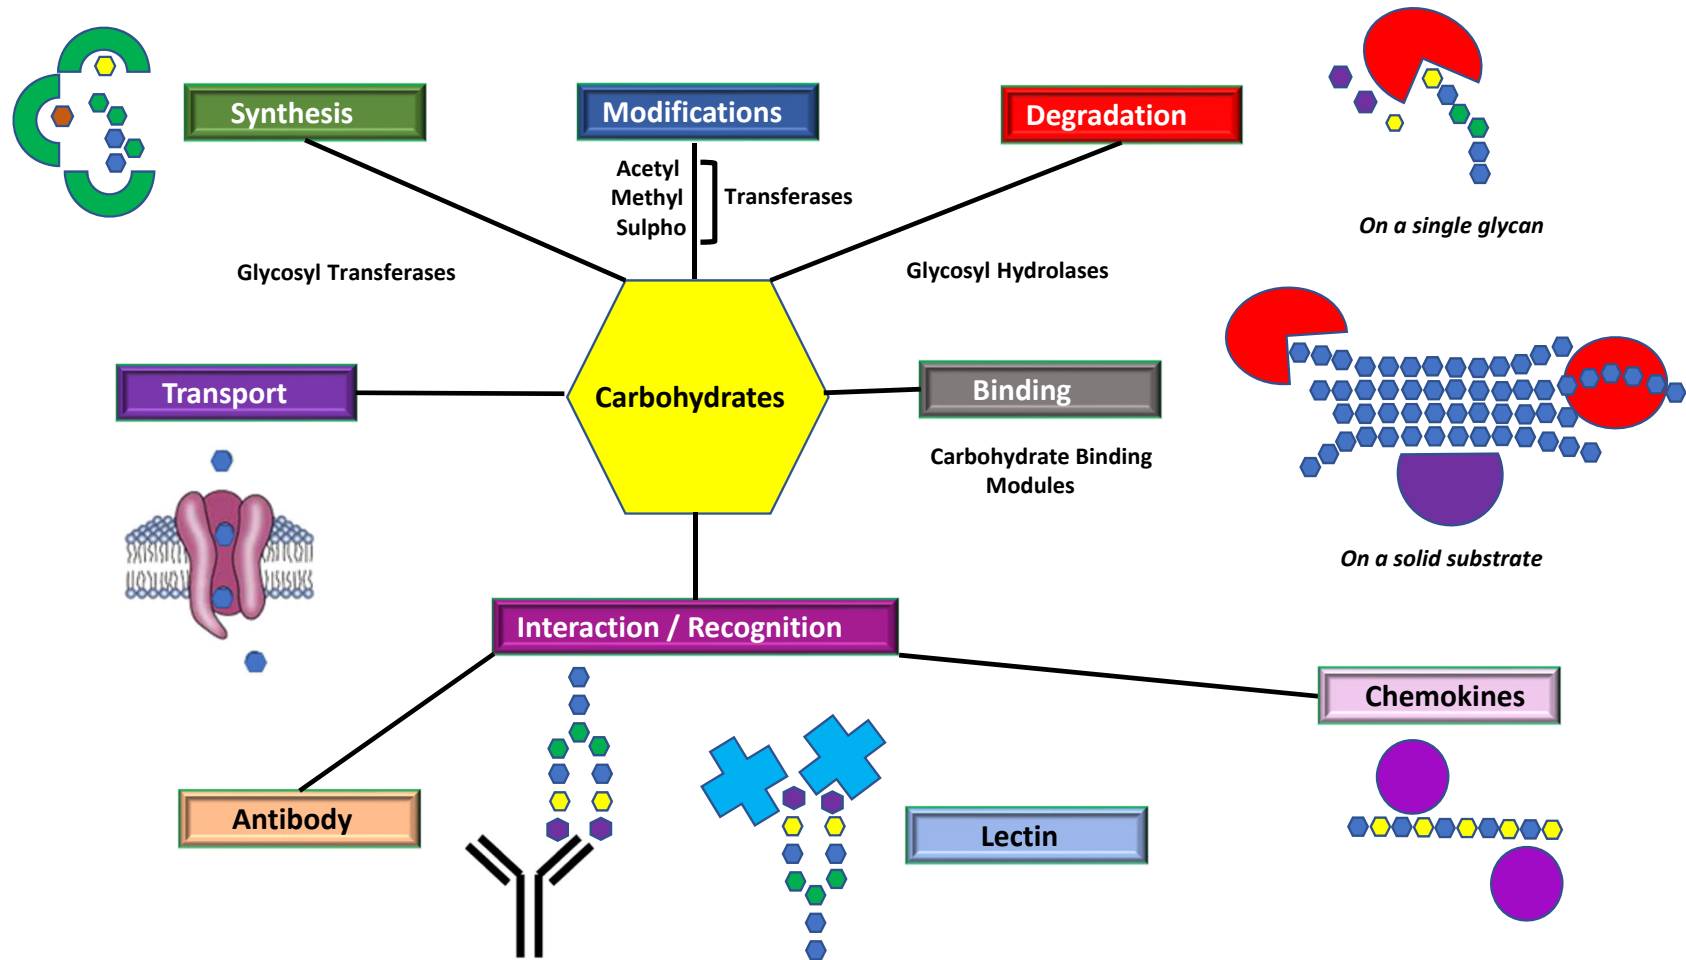 Synthesis
Modifications
Degradation
Acetyl
Methyl
Sulpho
Transferases
On a single glycan
Glycosyl Transferases
Glycosyl Hydrolases
Transport
Carbohydrates
Binding
Carbohydrate Binding
Modules
On a solid substrate
Interaction / Recognition
Chemokines
Antibody
Lectin